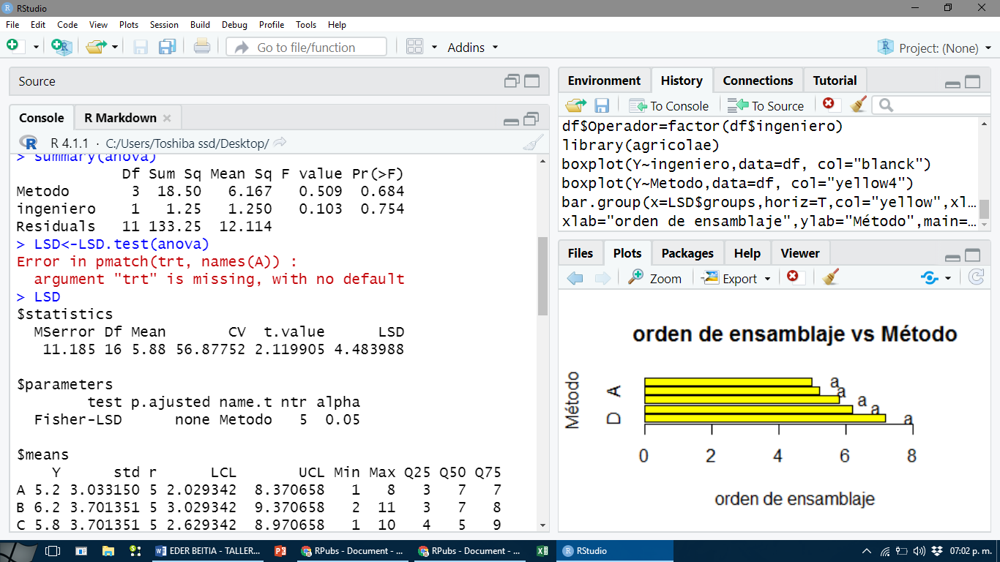 RStudio
File Edit Code View Plots Session Build Debug Profile Tools Help
Go to file/function Addins Project: (None)
Source
Console R Markdown
R 4.1.1 · C:/Users/Toshiba ssd/Desktop/
> summary(anova)
Df Sum Sq Mean Sq F value Pr(>F)
Metodo 3 18.50 6.167 0.509 0.684
ingeniero 1 1.25 1.250 0.103 0.754
Residuals 11 133.25 12.114
> LSD<-LSD.test(anova)
Error in pmatch(trt, names(A)) :
argument "trt" is missing, with no default
> LSD
$statistics
MSerror Df Mean CV t.value LSD
11.185 16 5.88 56.87752 2.119905 4.483988
$parameters
test p.ajusted name.t ntr alpha
Fisher-LSD none Metodo 5 0.05
$means
Y std r LCL UCL Min Max Q25 Q50 Q75
A 5.2 3.033150 5 2.029342 8.370658 1 8 3 7 7
B 6.2 3.701351 5 3.029342 9.370658 2 11 3 7 8
C 5.8 3.701351 5 2.629342 8.970658 1 10 4 5 9
Environment History Connections Tutorial
To Console To Source
df$Operador=factor(df$ingeniero)
library(agricolae)
boxplot(Y~ingeniero,data=df, col="blanck")
boxplot(Y~Metodo,data=df, col="yellow4")
bar.group(x=LSD$groups,horiz=T,col="yellow",xl...
xlab="orden de ensamblaje",ylab="Método",main=...
Files Plots Packages Help Viewer
Zoom Export
orden de ensamblaje vs Método
Método
A
D
a
a
a
a
a
0 2 4 6 8
orden de ensamblaje
EDER BEITIA - TALLER... RPubs - Document - ... RPubs - Document - ... RStudio 07:02 p. m.